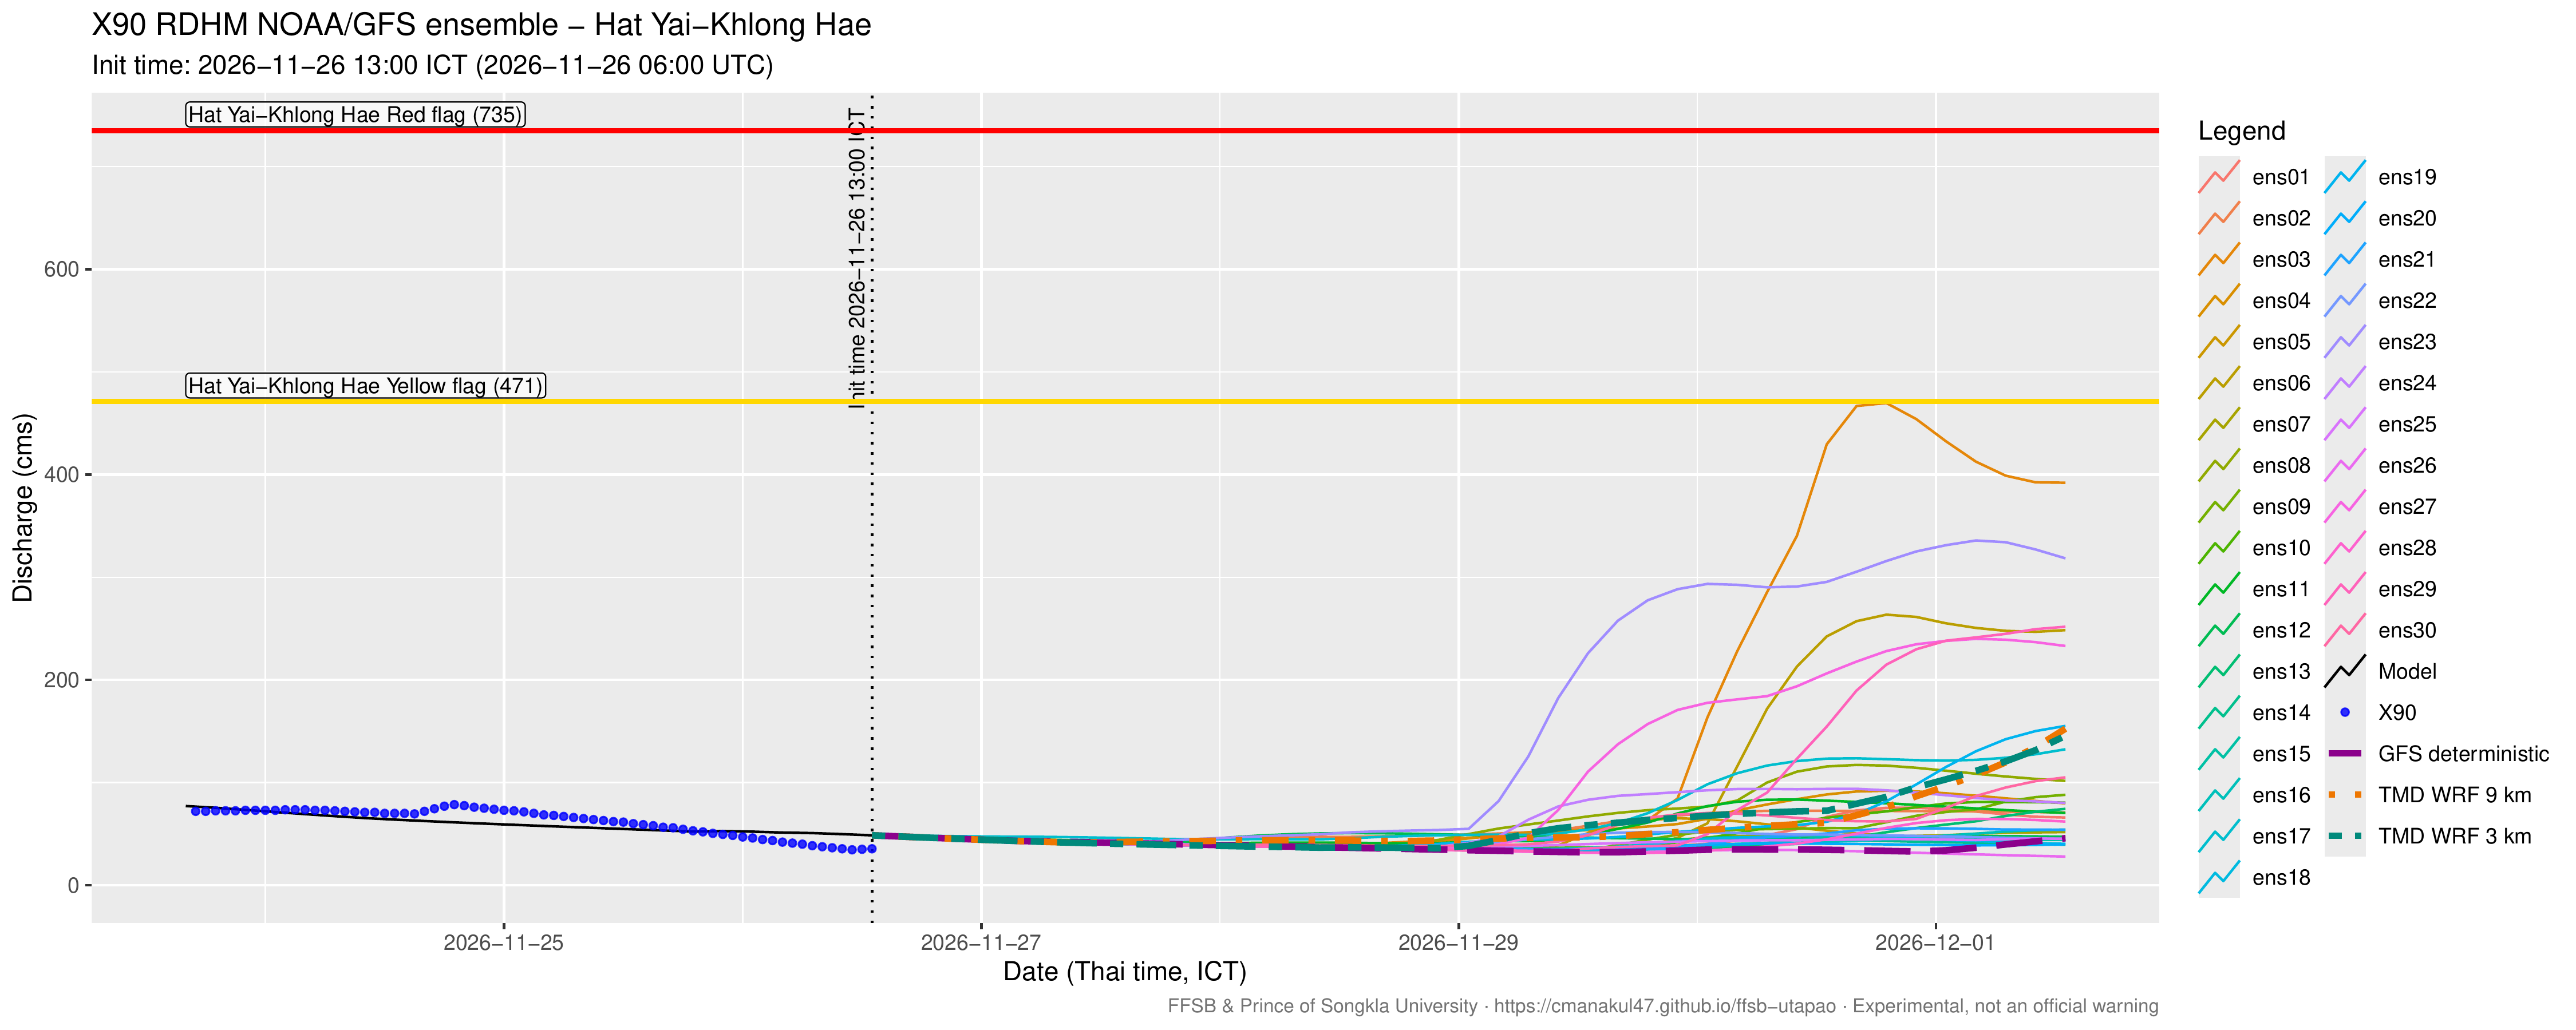 X90 RDHM NOAA/GFS ensemble – Hat Yai–Khlong Hae
Init time: 2026–11–26 13:00 ICT (2026–11–26 06:00 UTC)
Hat Yai–Khlong Hae Red flag (735)
Hat Yai–Khlong Hae Yellow flag (471)
Init time 2026–11–26 13:00 ICT
Discharge (cms)
600
400
200
0
2026–11–25
2026–11–27
2026–11–29
2026–12–01
Date (Thai time, ICT)
Legend
ens01
ens02
ens03
ens04
ens05
ens06
ens07
ens08
ens09
ens10
ens11
ens12
ens13
ens14
ens15
ens16
ens17
ens18
ens19
ens20
ens21
ens22
ens23
ens24
ens25
ens26
ens27
ens28
ens29
ens30
Model
X90
GFS deterministic
TMD WRF 9 km
TMD WRF 3 km
FFSB & Prince of Songkla University · https://cmanakul47.github.io/ffsb–utapao · Experimental, not an official warning